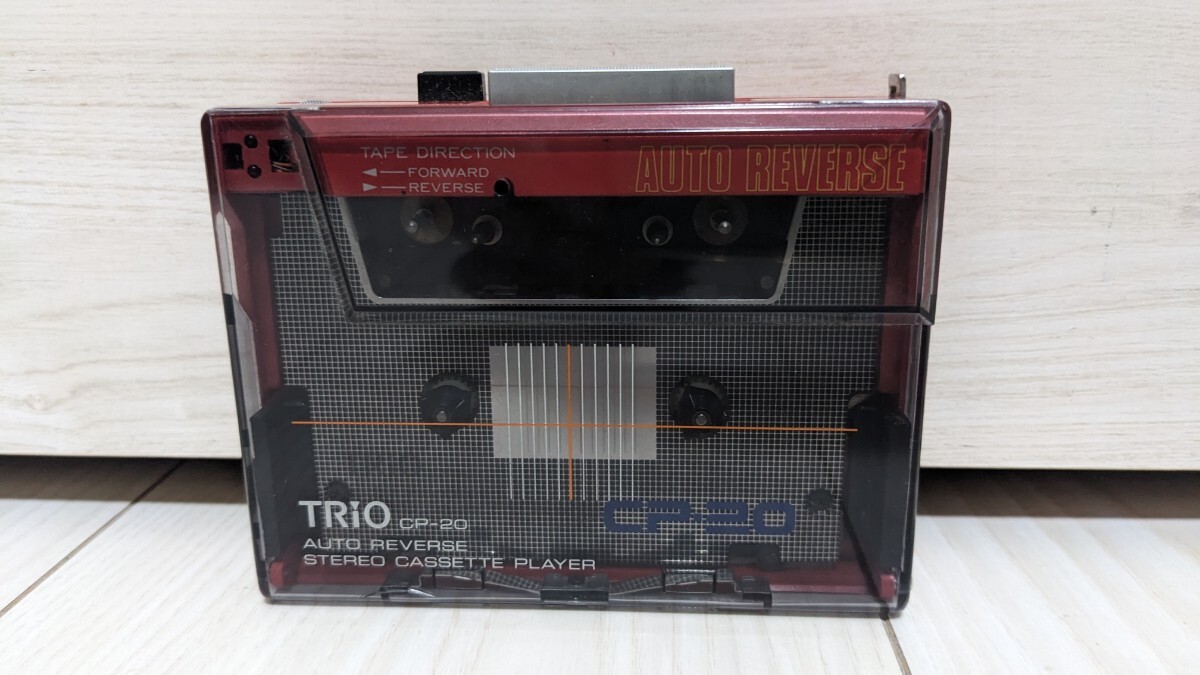 TAPE DIRECTION
AUTO REVERSE
◄—FORWARD
►—REVERSE
TRiO CP-20
CP-20
AUTO REVERSE
STEREO CASSETTE PLAYER